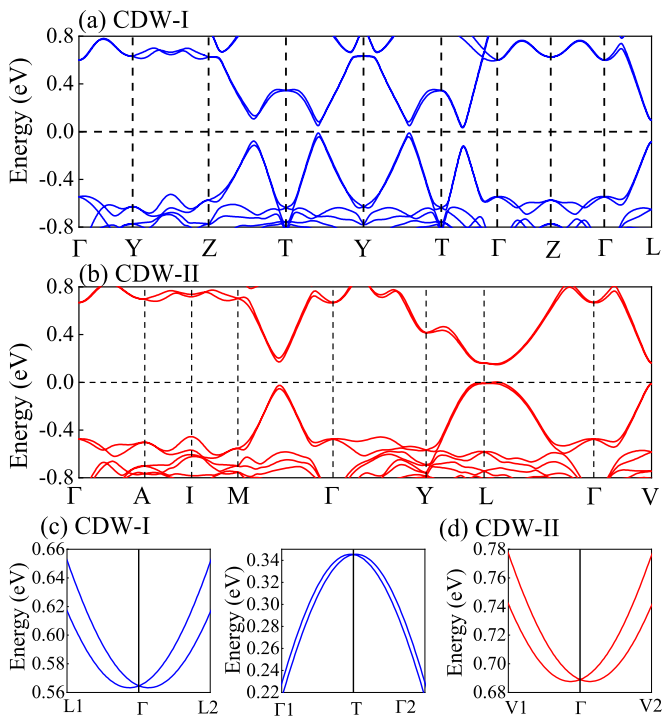 (a) CDW-I
0.8
0.4
0.0
-0.4
-0.8
Energy (eV)
Γ Y Z T Y T Γ Z Γ L
(b) CDW-II
0.8
0.4
0.0
-0.4
-0.8
Energy (eV)
Γ A I M Γ Y L Γ V
(c) CDW-I
0.66
0.64
0.62
0.60
0.58
0.56
Energy (eV)
L1 Γ L2
0.34
0.32
0.30
0.28
0.26
0.24
0.22
Energy (eV)
Γ1 T Γ2
(d) CDW-II
0.78
0.76
0.74
0.72
0.70
0.68
Energy (eV)
V1 Γ V2